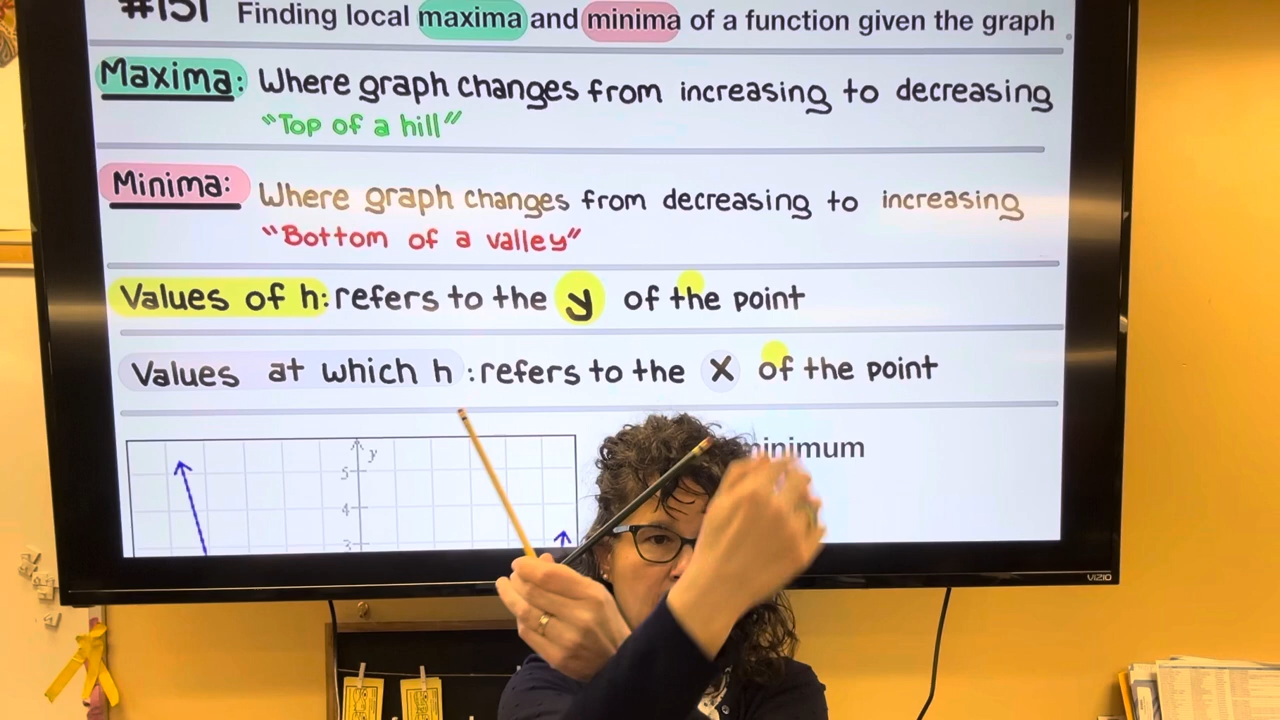 #151 Finding local maxima and minima of a function given the graph
Maxima: Where graph changes from increasing to decreasing
"Top of a hill"
Minima: Where graph changes from decreasing to increasing
"Bottom of a valley"
Values of h: refers to the y of the point
Values at which h: refers to the x of the point
minimum
y
5
4
3
VIZIO